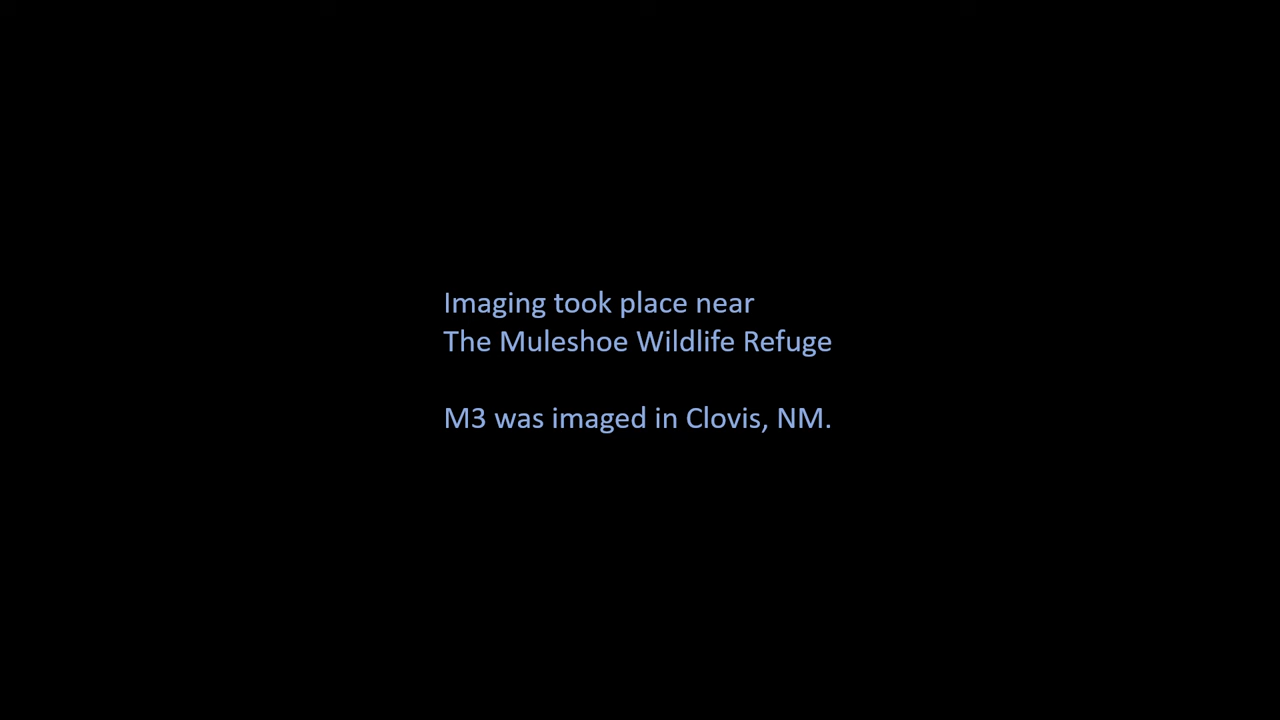 Imaging took place near
The Muleshoe Wildlife Refuge
M3 was imaged in Clovis, NM.